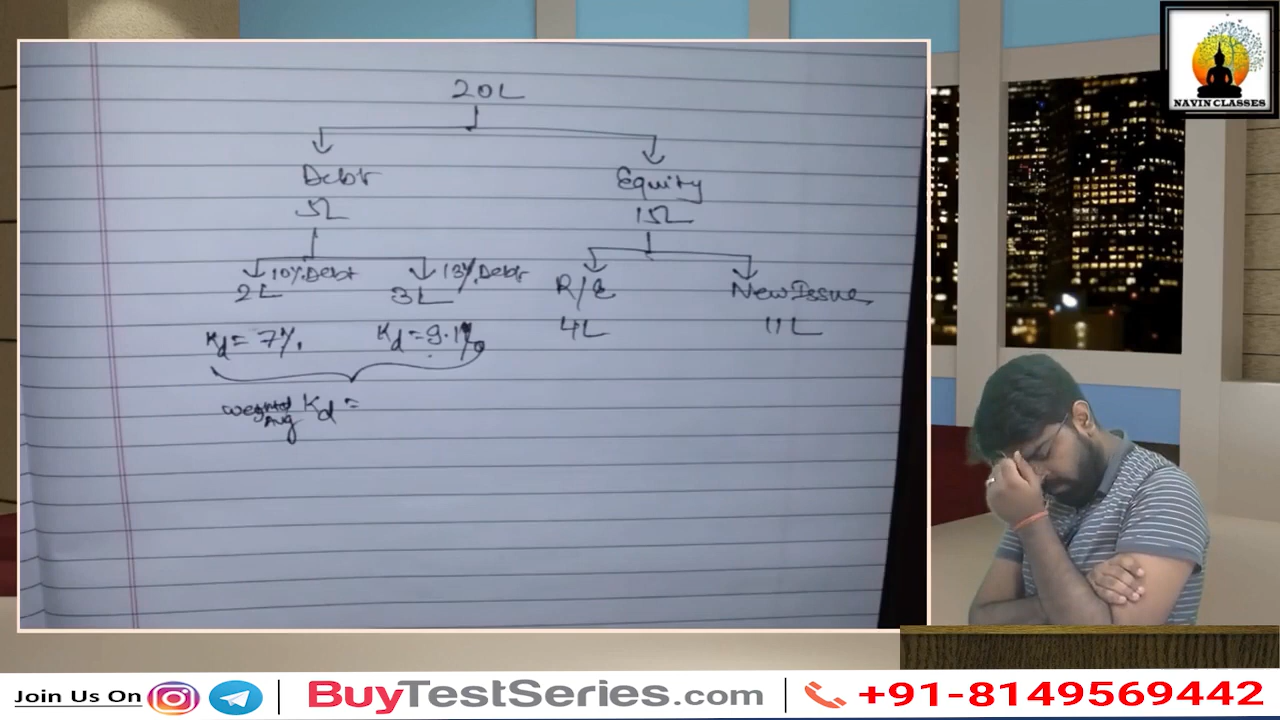 NAVIN CLASSES
20L
Debt Equity
5L 15L
10% Debt 13% Debt R/E New Issue
2L 3L 4L 11L
Kd = 7%. Kd = 9.1%
Weighted Avg Kd =
Join Us On BuyTestSeries.com +91-8149569442